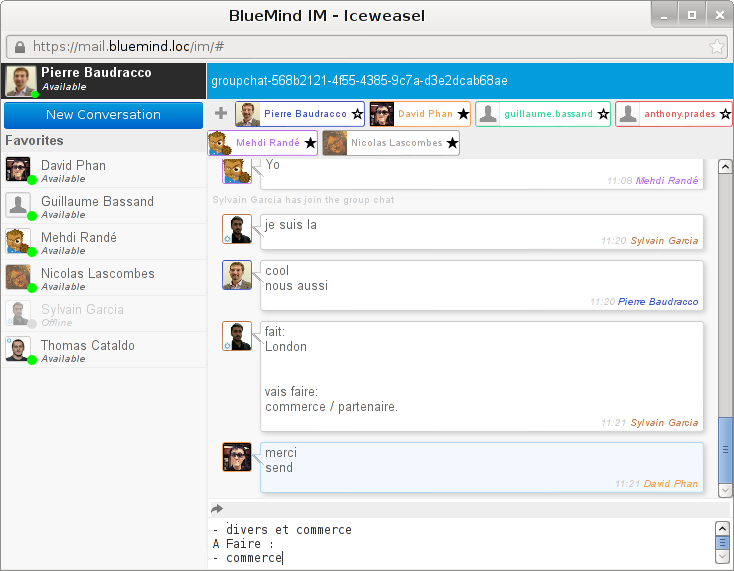 BlueMind IM - Iceweasel
https://mail.bluemind.loc/im/#
Pierre Baudracco
Available
groupchat-568b2121-4f55-4385-9c7a-d3e2dcab68ae
New Conversation
Pierre Baudracco
David Phan
guillaume.bassand
anthony.prades
Mehdi Randé
Nicolas Lascombes
Favorites
David Phan
Available
Guillaume Bassand
Available
Mehdi Randé
Available
Nicolas Lascombes
Available
Sylvain Garcia
Offline
Thomas Cataldo
Available
Yo
11:08 Mehdi Randé
Sylvain Garcia has join the group chat
je suis la
11:20 Sylvain Garcia
cool
nous aussi
11:20 Pierre Baudracco
fait:
London
vais faire:
commerce / partenaire.
11:21 Sylvain Garcia
merci
send
11:21 David Phan
- divers et commerce
A Faire :
- commerce